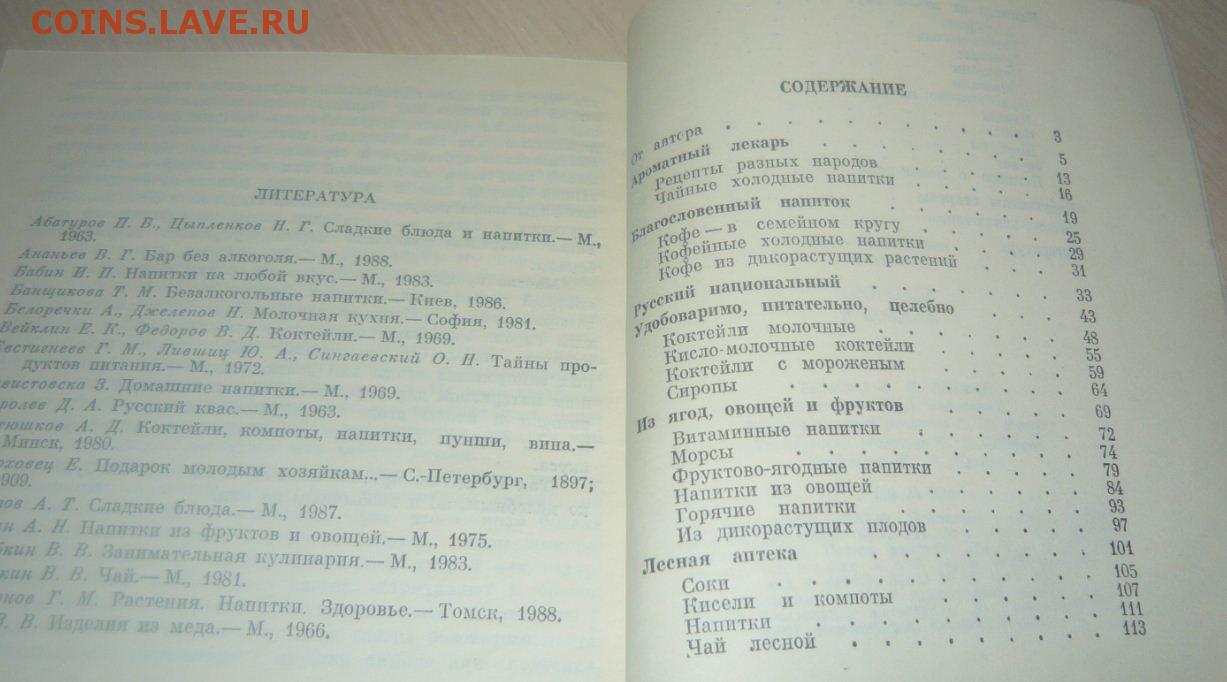 COINS.LAVE.RU
ЛИТЕРАТУРА
Абатуров П. В., Цыпленков Н. Г. Сладкие блюда и напитки.— М.,
1963.
Ананьев В. Г. Бар без алкоголя.— М., 1988.
Бабин И. П. Напитки на любой вкус.— М., 1983.
Банщикова Т. М. Безалкогольные напитки.— Киев, 1986.
Белоречки А., Джелепов Н. Молочная кухня.— София, 1981.
Вейклин Е. К., Федоров В. Д. Коктейли.— М., 1969.
Евстигнеев Г. М., Лившиц Ю. А., Сингаевский О. Н. Тайны про-
дуктов питания.— М., 1972.
З. Домашние напитки.— М., 1969.
Д. А. Русский квас.— М., 1963.
А. Д. Коктейли, компоты, напитки, пунши, вина.—
Минск, 1980.
Е. Подарок молодым хозяйкам...— С.-Петербург, 1897;
А. Т. Сладкие блюда.— М., 1987.
А. Н. Напитки из фруктов и овощей.— М., 1975.
В. В. Занимательная кулинария.— М., 1983.
В. В. Чай.— М., 1981.
Г. М. Растения. Напитки. Здоровье.— Томск, 1988.
В. Изделия из меда.— М., 1966.
СОДЕРЖАНИЕ
От автора . . . . . . . . . 3
Ароматный лекарь . . . . . . . 5
Рецепты разных народов . . . . . 13
Чайные холодные напитки . . . . . 16
Благословенный напиток . . . . . . 19
Кофе — в семейном кругу . . . . . 25
Кофейные холодные напитки . . . . 29
Кофе из дикорастущих растений . . . 31
Русский национальный . . . . . . 33
Удобоваримо, питательно, целебно . . . 43
Коктейли молочные . . . . . . 48
Кисло-молочные коктейли . . . . . 55
Коктейли с мороженым . . . . . 59
Сиропы . . . . . . . . 64
Из ягод, овощей и фруктов . . . . . 69
Витаминные напитки . . . . . . 72
Морсы . . . . . . . . 74
Фруктово-ягодные напитки . . . . . 79
Напитки из овощей . . . . . . 84
Горячие напитки . . . . . . 93
Из дикорастущих плодов . . . . . 97
Лесная аптека . . . . . . . 101
Соки . . . . . . . . 105
Кисели и компоты . . . . . . 107
Напитки . . . . . . . . 111
Чай лесной . . . . . . . 113